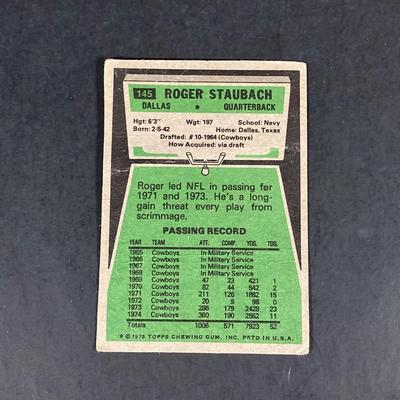 145 ROGER STAUBACH
DALLAS • QUARTERBACK
Hgt: 6'3" Wgt: 197 School: Navy
Born: 2-5-42 Home: Dallas, Texas
Drafted: #10-1964 (Cowboys)
How Acquired: via draft
Roger led NFL in passing for
1971 and 1973. He's a long-
gain threat every play from
scrimmage.
PASSING RECORD
YEAR TEAM ATT. COMP. YDS. TDS.
1965 Cowboys In Military Service
1966 Cowboys In Military Service
1967 Cowboys In Military Service
1968 Cowboys In Military Service
1969 Cowboys 47 23 421 1
1970 Cowboys 82 44 542 2
1971 Cowboys 211 126 1882 15
1972 Cowboys 20 9 98 0
1973 Cowboys 286 179 2428 23
1974 Cowboys 360 190 2552 11
Totals 1006 571 7923 52
★ © 1975 TOPPS CHEWING GUM, INC. PRTD IN U.S.A.